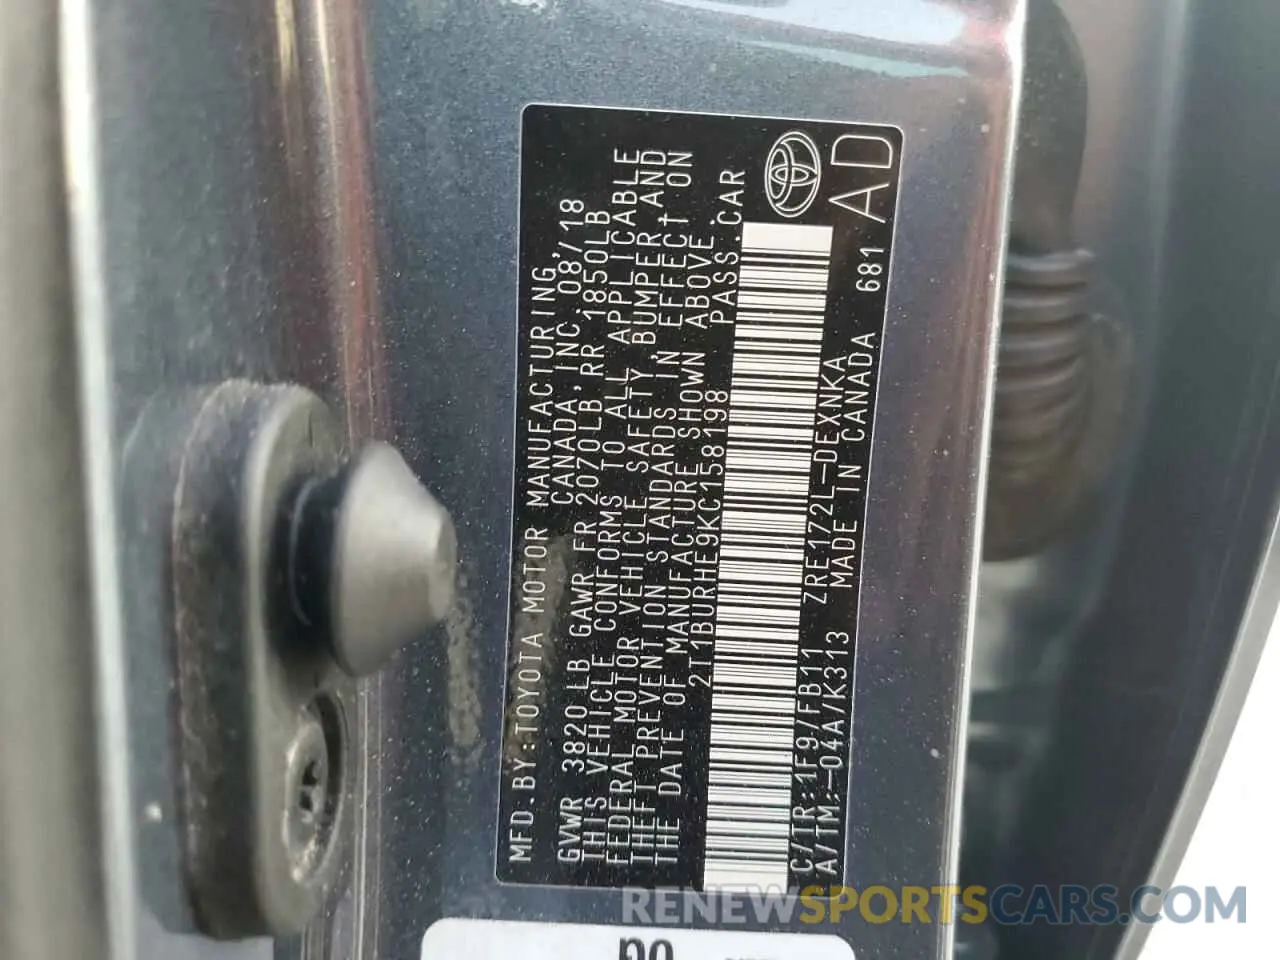 MFD.BY:TOYOTA MOTOR MANUFACTURING,
CANADA,INC. 08/18
GVWR 3820LB GAWR FR 2070LB,RR 1850LB
THIS VEHICLE CONFORMS TO ALL APPLICABLE
FEDERAL MOTOR VEHICLE SAFETY, BUMPER,AND
THEFT PREVENTION STANDARDS IN EFFECT ON
THE DATE OF MANUFACTURE SHOWN ABOVE.
2T1BURHE9KC158198 PASS.CAR
C/TR: 1F9/FB11 ZRE172L-DEXNKA
A/TM:-04A/K313 MADE IN CANADA 681
AD
RENEWSPORTSCARS.COM